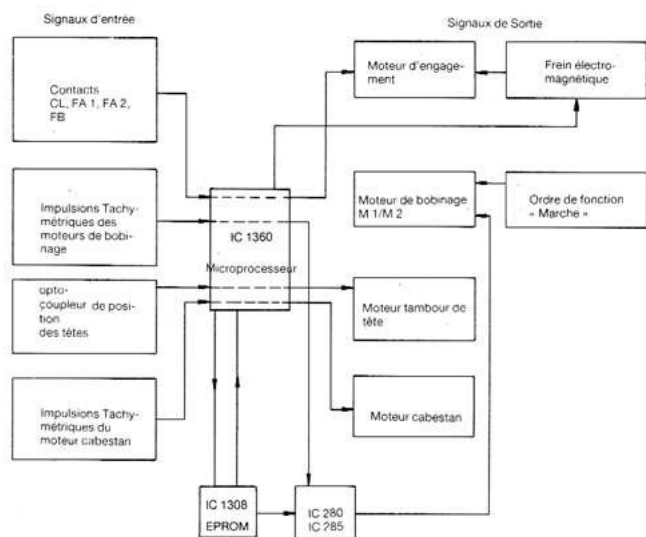 Signaux d'entrée
Signaux de Sortie
Contacts
CL, FA 1, FA 2,
FB
Moteur d'engage-
ment
Frein électro-
magnétique
Impulsions Tachy-
métriques des
moteurs de bobi-
nage
IC 1360
Microprocesseur
Moteur de bobinage
M 1/M 2
Ordre de fonction
« Marche »
opto-
coupleur de posi-
tion
des têtes
Moteur tambour de
tête
Impulsions Tachy-
métriques du
moteur cabestan
Moteur cabestan
IC 1308
EPROM
IC 280
IC 285